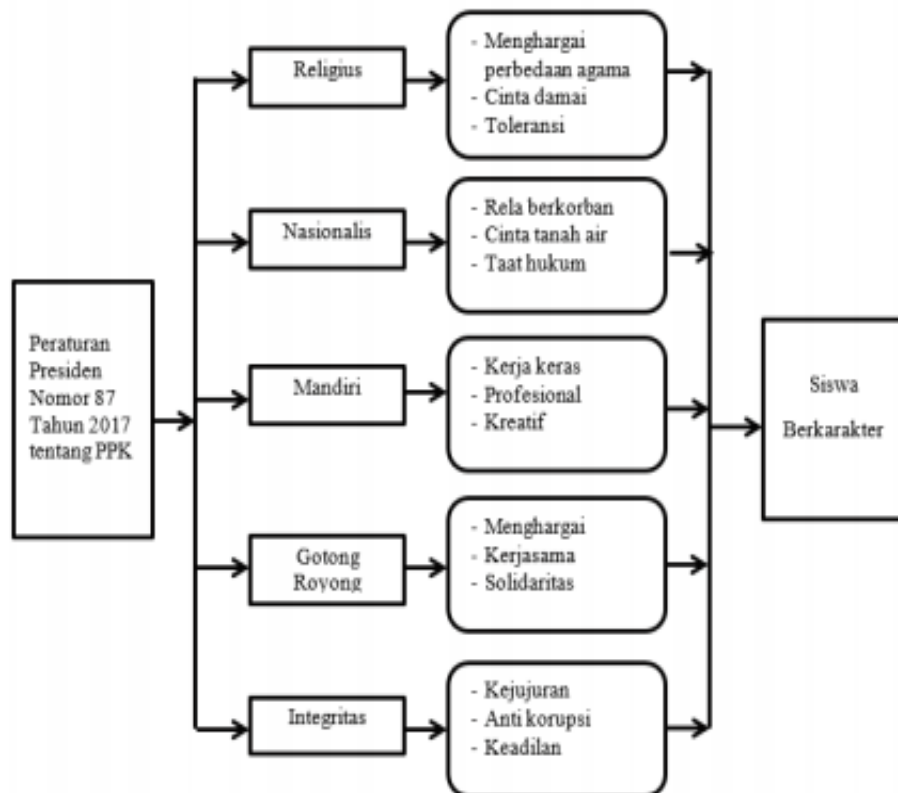 Peraturan
Presiden
Nomor 87
Tahun 2017
tentang PPK
Religius
- Menghargai
perbedaan agama
- Cinta damai
- Toleransi
Nasionalis
- Rela berkorban
- Cinta tanah air
- Taat hukum
Mandiri
- Kerja keras
- Profesional
- Kreatif
Gotong
Royong
- Menghargai
- Kerjasama
- Solidaritas
Integritas
- Kejujuran
- Anti korupsi
- Keadilan
Siswa
Berkarakter